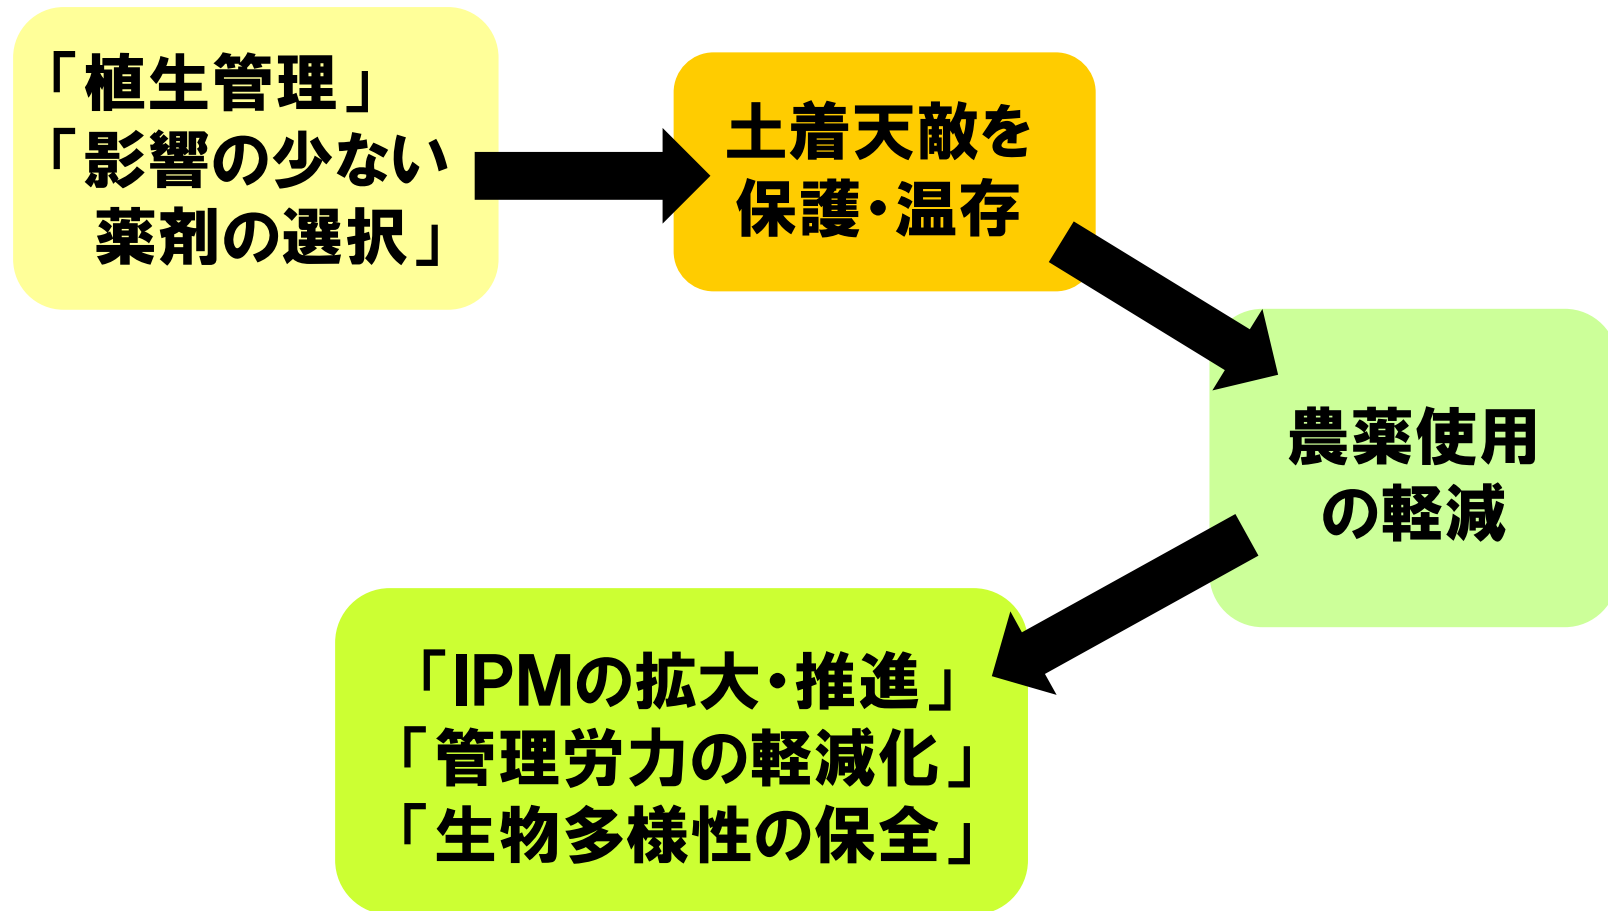 「植生管理」
「影響の少ない
薬剤の選択」
土着天敵を
保護・温存
農薬使用
の軽減
「IPMの拡大・推進」
「管理労力の軽減化」
「生物多様性の保全」